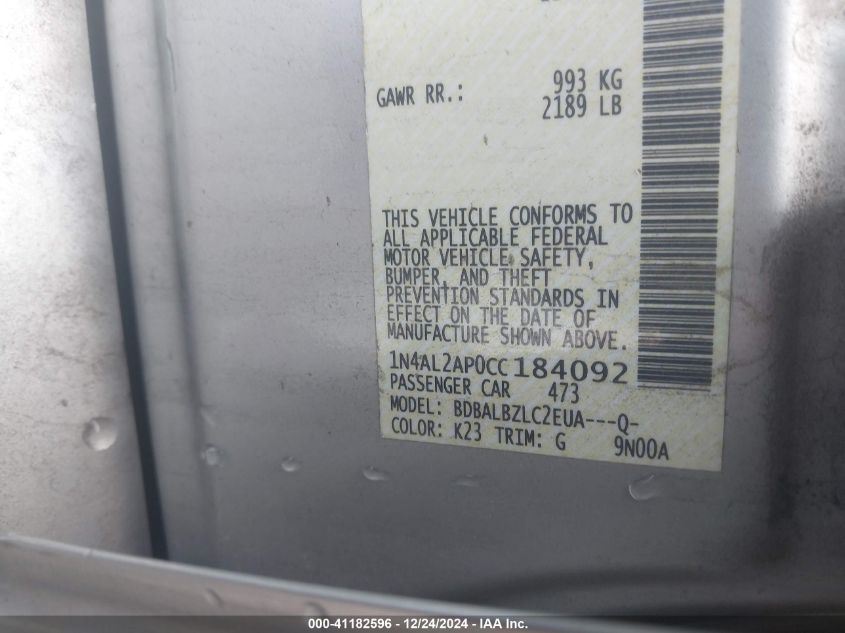 GAWR RR.: 993 KG
2189 LB
THIS VEHICLE CONFORMS TO
ALL APPLICABLE FEDERAL
MOTOR VEHICLE SAFETY,
BUMPER, AND THEFT
PREVENTION STANDARDS IN
EFFECT ON THE DATE OF
MANUFACTURE SHOWN ABOVE.
1N4AL2AP0CC184092
PASSENGER CAR 473
MODEL: BDBALBZLC2EUA---Q-
COLOR: K23 TRIM: G 9N00A
000-41182596 - 12/24/2024 - IAA Inc.